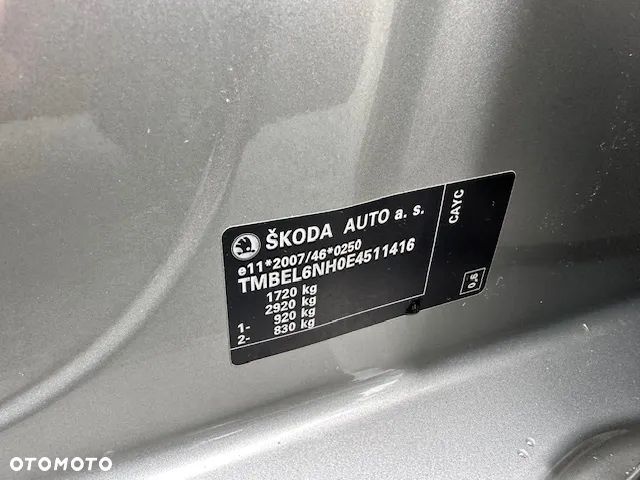 ŠKODA AUTO a. s.
e11*2007/46*0250
TMBEL6NH0E4511416
1720 kg
2920 kg
1- 920 kg
2- 830 kg
CAYC
0.6
OTOMOTO